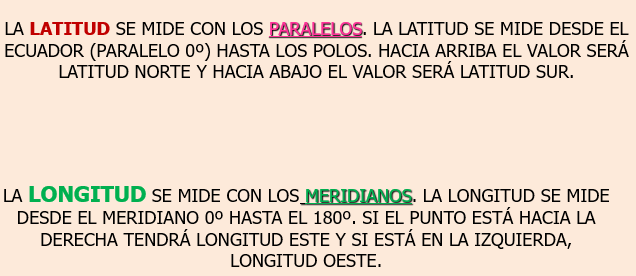 LA LATITUD SE MIDE CON LOS PARALELOS. LA LATITUD SE MIDE DESDE EL
ECUADOR (PARALELO 0º) HASTA LOS POLOS. HACIA ARRIBA EL VALOR SERÁ
LATITUD NORTE Y HACIA ABAJO EL VALOR SERÁ LATITUD SUR.
LA LONGITUD SE MIDE CON LOS MERIDIANOS. LA LONGITUD SE MIDE
DESDE EL MERIDIANO 0º HASTA EL 180º. SI EL PUNTO ESTÁ HACIA LA
DERECHA TENDRÁ LONGITUD ESTE Y SI ESTÁ EN LA IZQUIERDA,
LONGITUD OESTE.